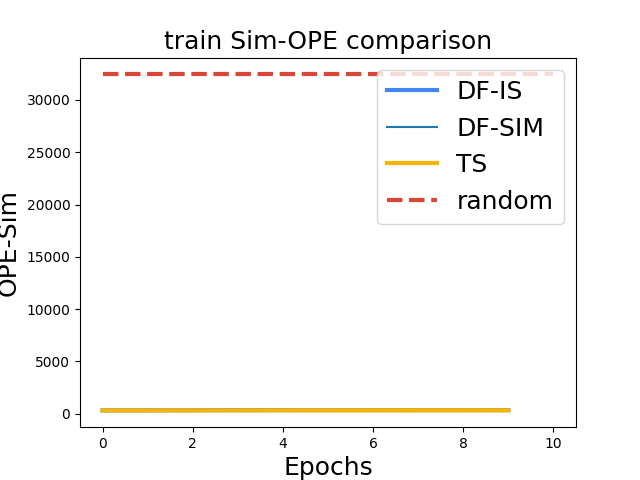 train Sim-OPE comparison
OPE-Sim
30000
25000
20000
15000
10000
5000
0
DF-IS
DF-SIM
TS
random
0 2 4 6 8 10
Epochs